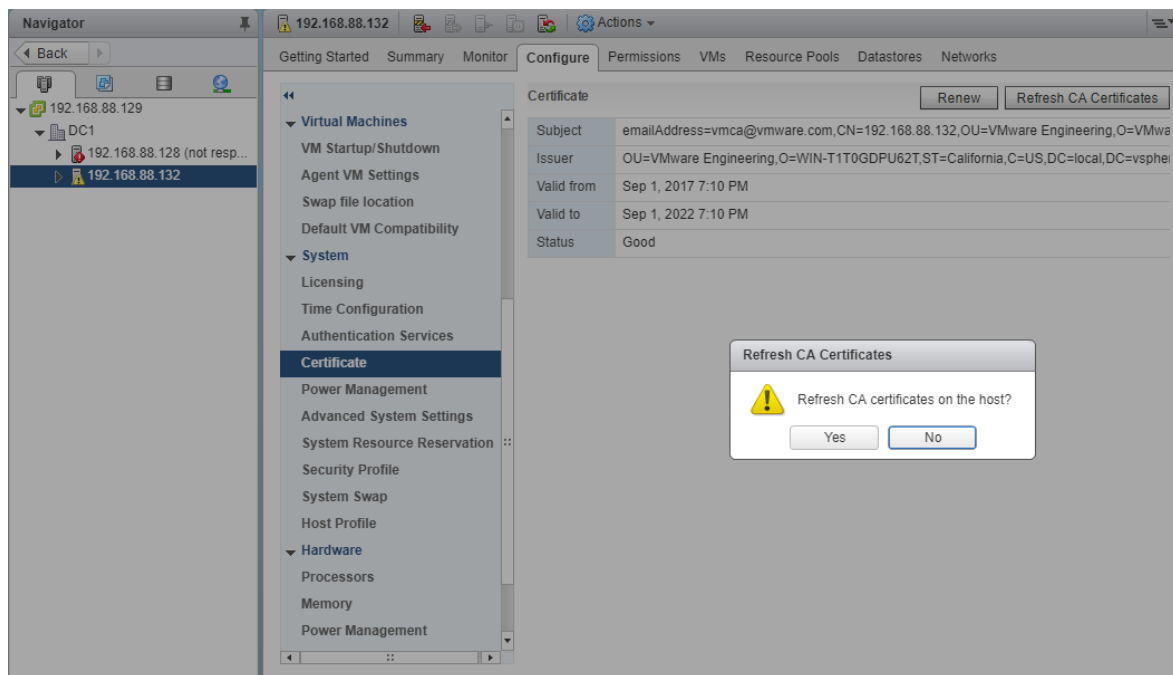 Navigator
192.168.88.132 Actions
Back
Getting Started Summary Monitor Configure Permissions VMs Resource Pools Datastores Networks
192.168.88.129
DC1
192.168.88.128 (not resp...
192.168.88.132
Virtual Machines
VM Startup/Shutdown
Agent VM Settings
Swap file location
Default VM Compatibility
System
Licensing
Time Configuration
Authentication Services
Certificate
Power Management
Advanced System Settings
System Resource Reservation
Security Profile
System Swap
Host Profile
Hardware
Processors
Memory
Power Management
Certificate Renew Refresh CA Certificates
Subject emailAddress=vmca@vmware.com,CN=192.168.88.132,OU=VMware Engineering,O=VMwa
Issuer OU=VMware Engineering,O=WIN-T1T0GDPU62T,ST=California,C=US,DC=local,DC=vsphe
Valid from Sep 1, 2017 7:10 PM
Valid to Sep 1, 2022 7:10 PM
Status Good
Refresh CA Certificates
Refresh CA certificates on the host?
Yes No